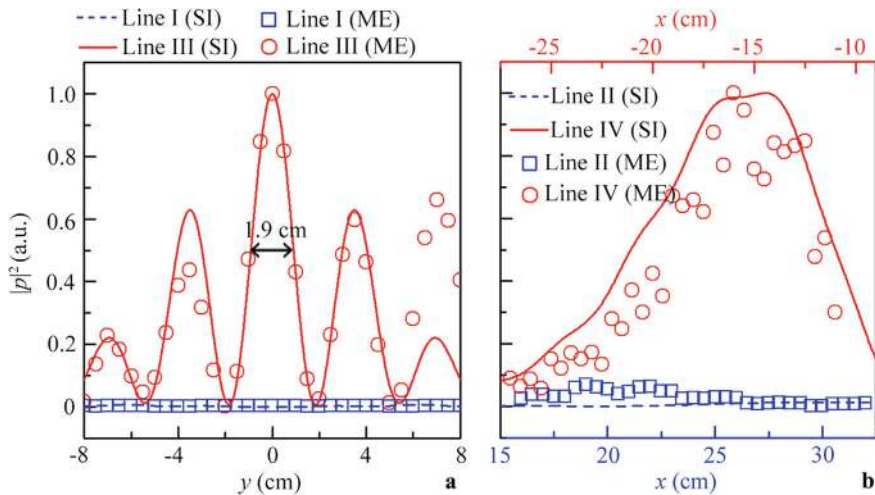 Line I (SI)
Line I (ME)
Line III (SI)
Line III (ME)
1.0
0.8
0.6
0.4
0.2
0
|p|² (a.u.)
1.9 cm
-8
-4
0
4
8
y (cm)
a
x (cm)
-25
-20
-15
-10
Line II (SI)
Line IV (SI)
Line II (ME)
Line IV (ME)
15
20
25
30
x (cm)
b